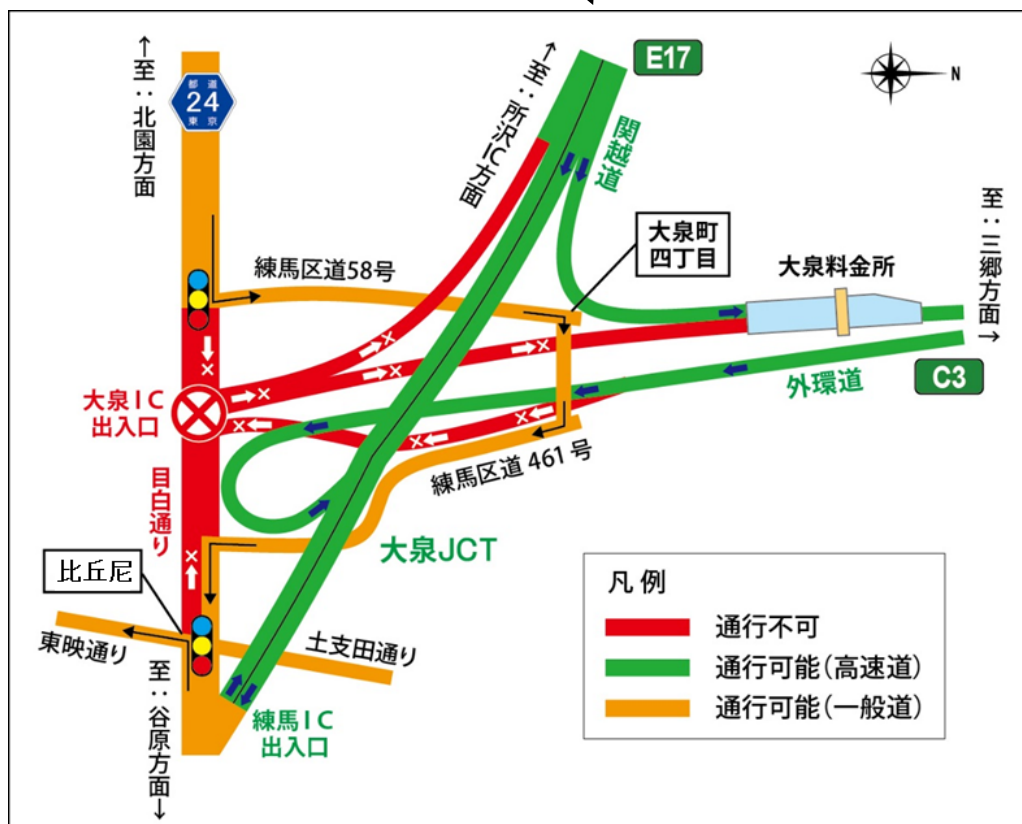 E17
↑至:北園方面
都道
24
東京
↑至:所沢IC方面
関越道
N
至:三郷方面→
大泉町
四丁目
練馬区道58号
大泉料金所
大泉IC
出入口
外環道
C3
練馬区道461号
目白通り
大泉JCT
比丘尼
東映通り
土支田通り
至:谷原方面→
練馬IC
出入口
凡例
通行不可
通行可能(高速道)
通行可能(一般道)